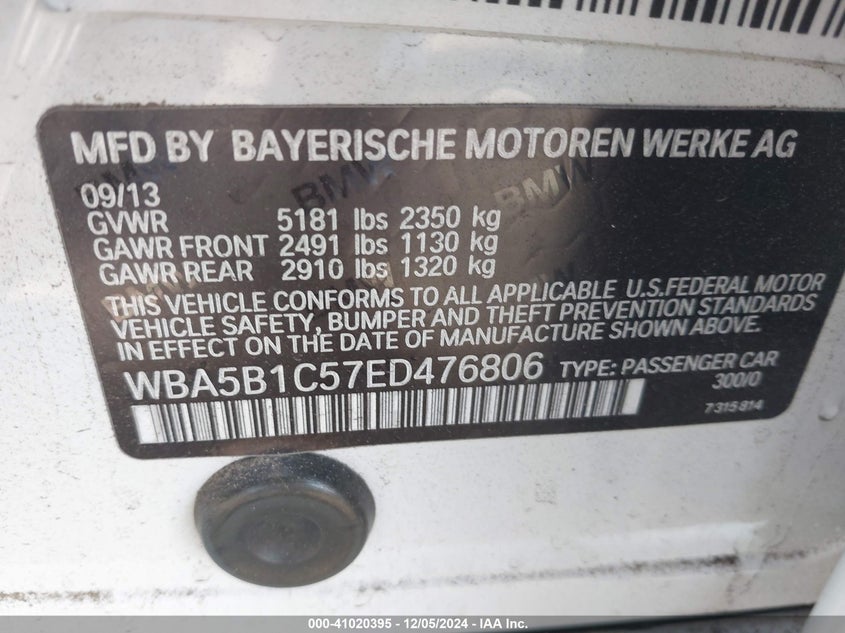 MFD BY BAYERISCHE MOTOREN WERKE AG
09/13
GVWR 5181 lbs 2350 kg
GAWR FRONT 2491 lbs 1130 kg
GAWR REAR 2910 lbs 1320 kg
THIS VEHICLE CONFORMS TO ALL APPLICABLE U.S.FEDERAL MOTOR
VEHICLE SAFETY, BUMPER AND THEFT PREVENTION STANDARDS
IN EFFECT ON THE DATE OF MANUFACTURE SHOWN ABOVE.
WBA5B1C57ED476806 TYPE: PASSENGER CAR
300/0
7315814
BMW
BMW
BMW
000-41020395 - 12/05/2024 - IAA Inc.